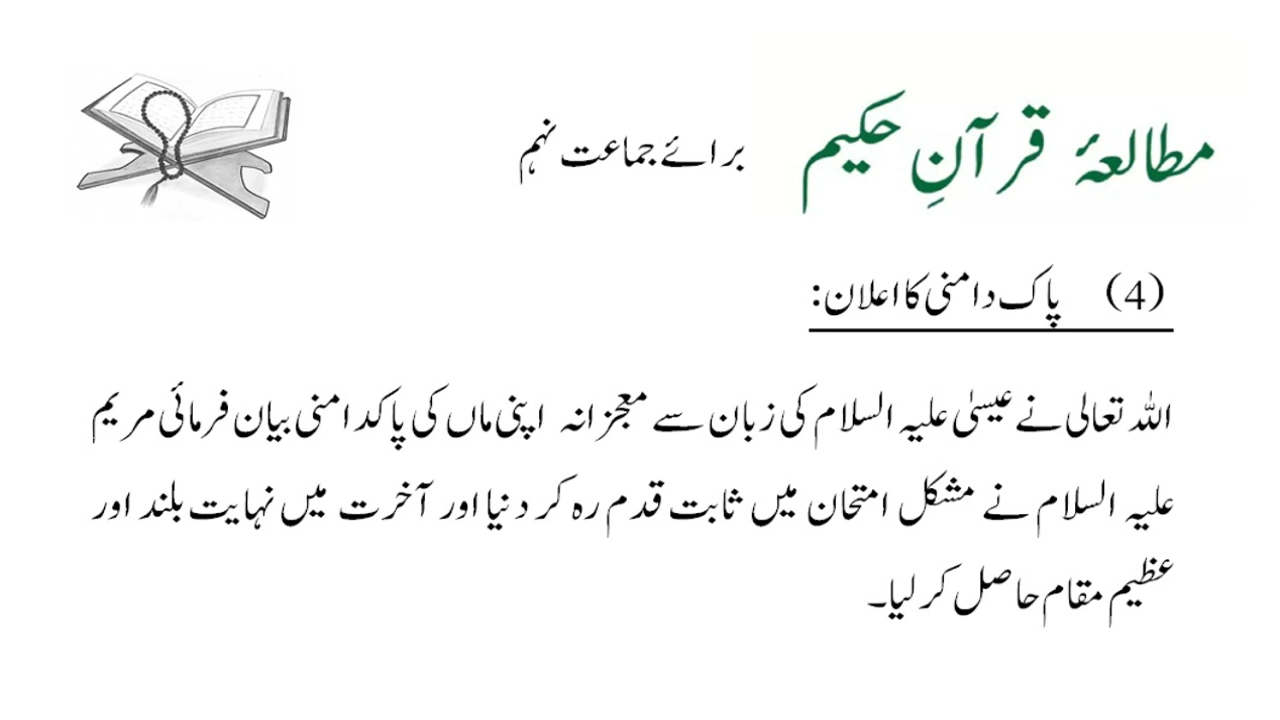 مطالعۂ قرآنِ حکیم برائے جماعت نہم
(4) پاک دامنی کا اعلان:
اللہ تعالی نے عیسیٰ علیہ السلام کی زبان سے معجزانہ اپنی ماں کی پاکدامنی بیان فرمائی مریم
علیہ السلام نے مشکل امتحان میں ثابت قدم رہ کر دنیا اور آخرت میں نہایت بلند اور
عظیم مقام حاصل کر لیا۔